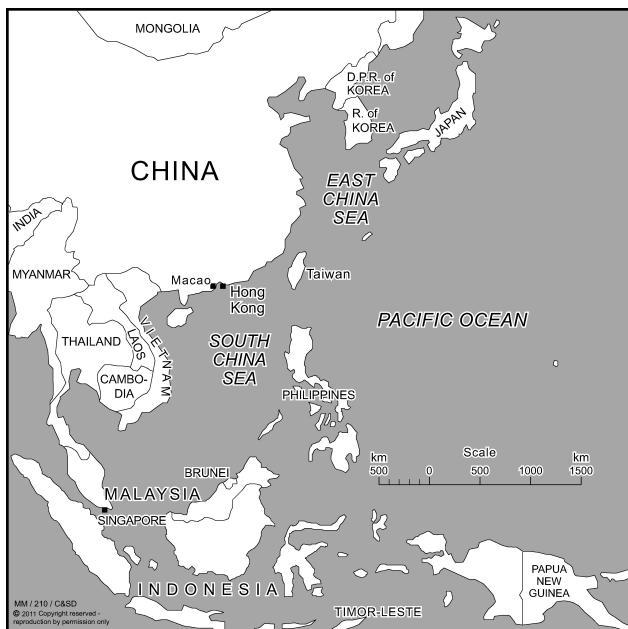 MONGOLIA
D.P.R. of
KOREA
R. of
KOREA
JAPAN
CHINA
EAST
CHINA
SEA
INDIA
MYANMAR
Macao
Hong
Kong
Taiwan
THAILAND
LAOS
VIETNAM
CAMBO-
DIA
SOUTH
CHINA
SEA
PACIFIC OCEAN
PHILIPPINES
Scale
km
km
500 0 500 1000 1500
BRUNEI
MALAYSIA
SINGAPORE
INDONESIA
PAPUA
NEW
GUINEA
TIMOR-LESTE
MM / 210 / C&SD
© 2011 Copyright reserved -
reproduction by permission only